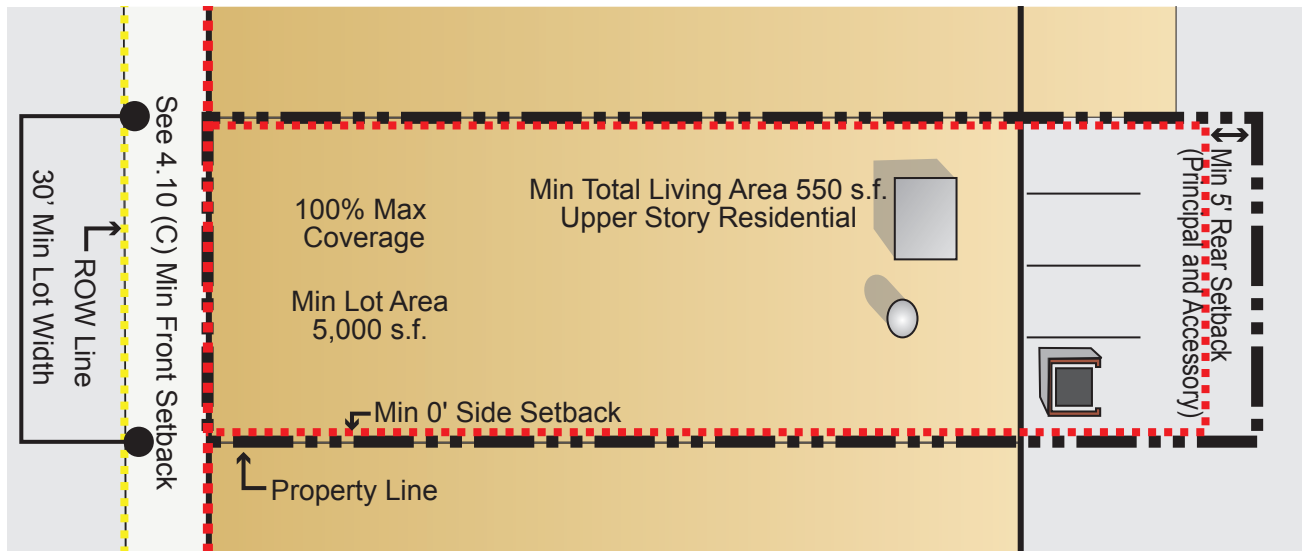 30’ Min Lot Width
ROW Line
See 4.10 (C) Min Front Setback
100% Max
Coverage
Min Lot Area
5,000 s.f.
Min Total Living Area 550 s.f.
Upper Story Residential
Min 0' Side Setback
Property Line
Min 5' Rear Setback
(Principal and Accessory)